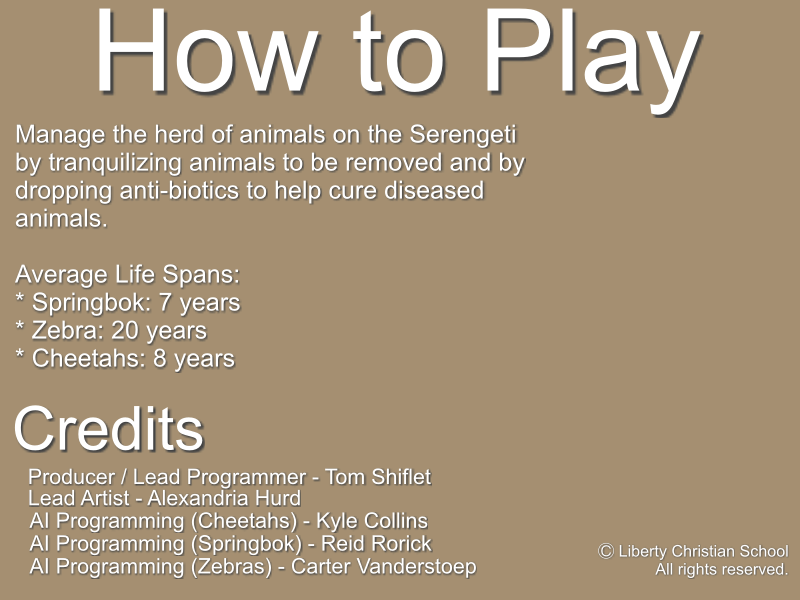 How to Play
Manage the herd of animals on the Serengeti
by tranquilizing animals to be removed and by
dropping anti-biotics to help cure diseased
animals.
Average Life Spans:
* Springbok: 7 years
* Zebra: 20 years
* Cheetahs: 8 years
Credits
Producer / Lead Programmer - Tom Shiflet
Lead Artist - Alexandria Hurd
AI Programming (Cheetahs) - Kyle Collins
AI Programming (Springbok) - Reid Rorick
AI Programming (Zebras) - Carter Vanderstoep
© Liberty Christian School
All rights reserved.